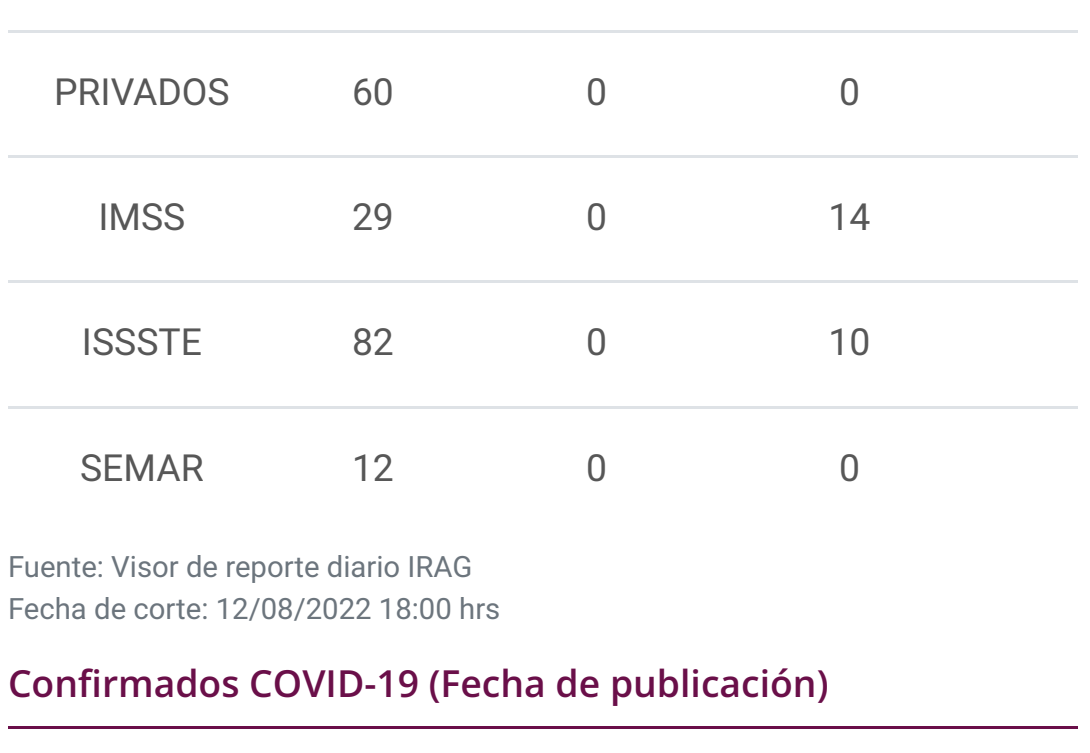 PRIVADOS 60 0 0
IMSS 29 0 14
ISSSTE 82 0 10
SEMAR 12 0 0
Fuente: Visor de reporte diario IRAG
Fecha de corte: 12/08/2022 18:00 hrs
Confirmados COVID-19 (Fecha de publicación)